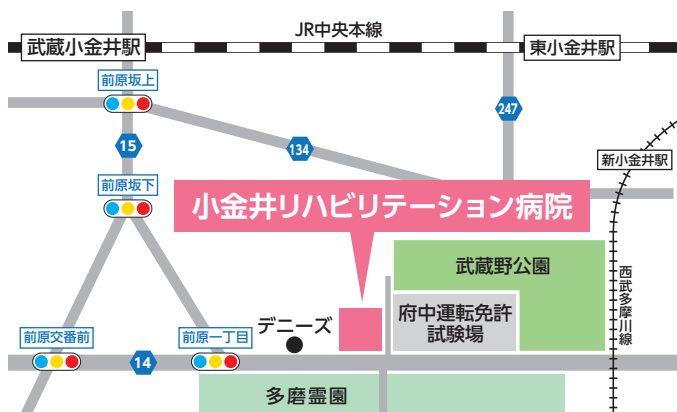 JR中央本線
武蔵小金井駅
東小金井駅
前原坂上
247
15
134
新小金井駅
前原坂下
小金井リハビリテーション病院
武蔵野公園
西武多摩川線
府中運転免許
試験場
デニーズ
前原交番前
前原一丁目
14
多磨霊園